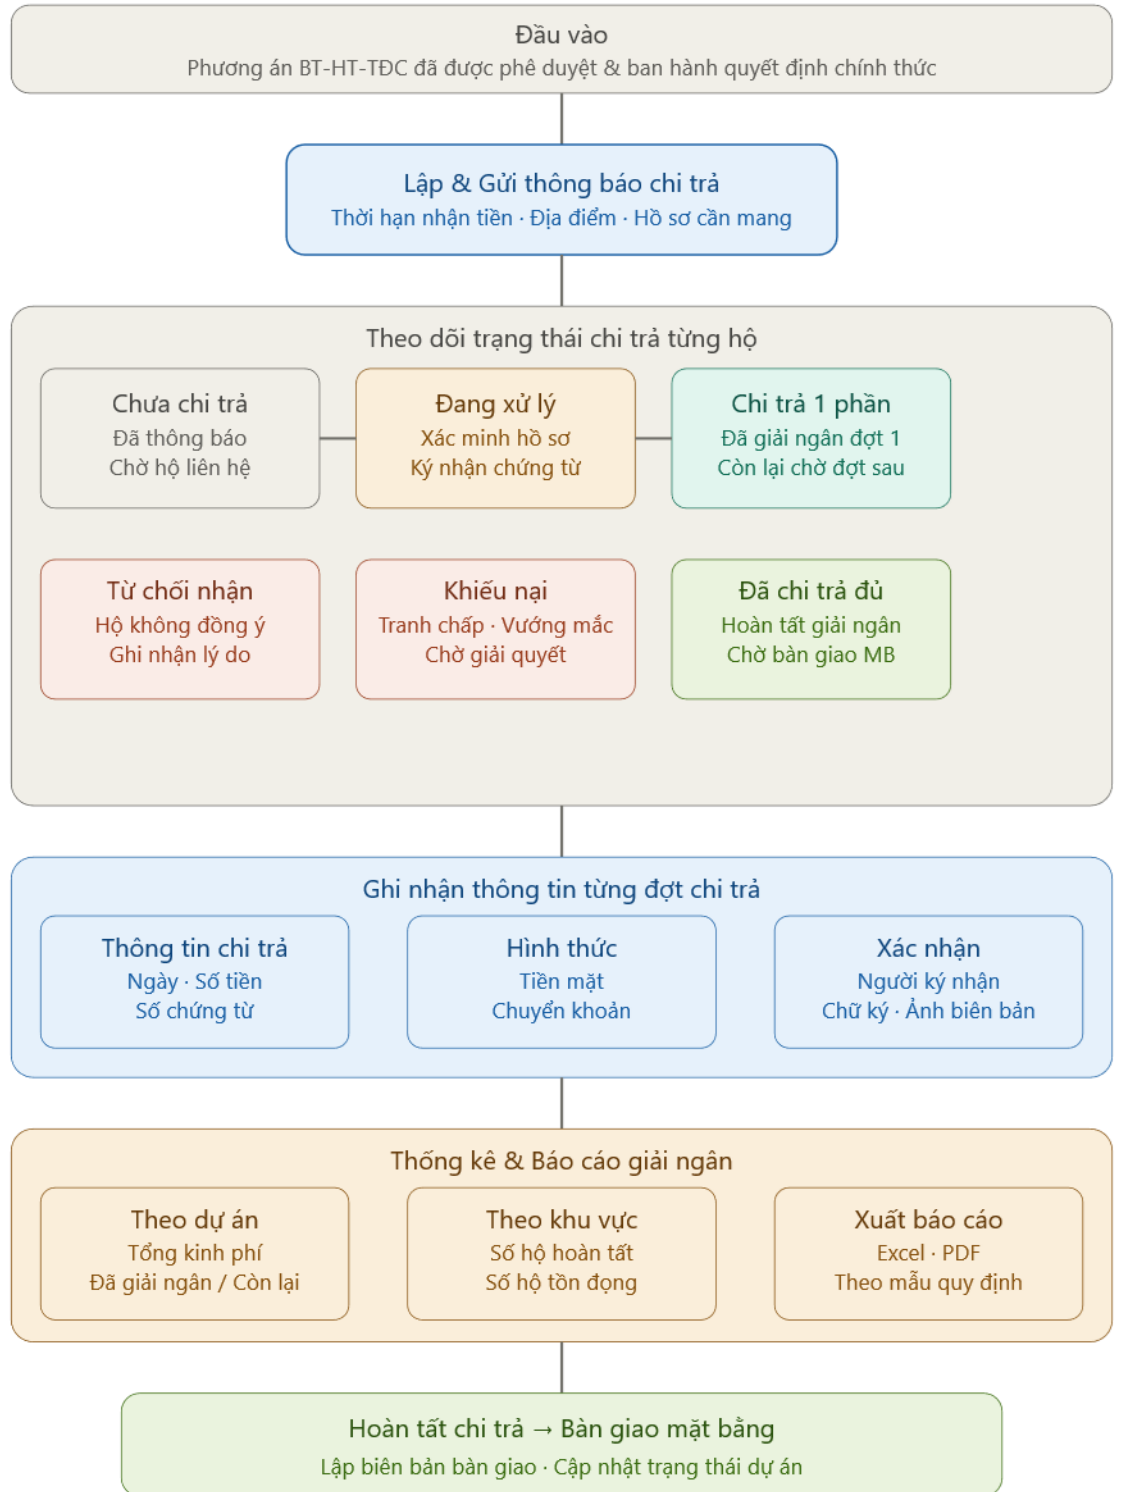 Đầu vào
Phương án BT-HT-TĐC đã được phê duyệt & ban hành quyết định chính thức
Lập & Gửi thông báo chi trả
Thời hạn nhận tiền · Địa điểm · Hồ sơ cần mang
Theo dõi trạng thái chi trả từng hộ
Chưa chi trả
Đã thông báo
Chờ hộ liên hệ
Đang xử lý
Xác minh hồ sơ
Ký nhận chứng từ
Chi trả 1 phần
Đã giải ngân đợt 1
Còn lại chờ đợt sau
Từ chối nhận
Hộ không đồng ý
Ghi nhận lý do
Khiếu nại
Tranh chấp · Vướng mắc
Chờ giải quyết
Đã chi trả đủ
Hoàn tất giải ngân
Chờ bàn giao MB
Ghi nhận thông tin từng đợt chi trả
Thông tin chi trả
Ngày · Số tiền
Số chứng từ
Hình thức
Tiền mặt
Chuyển khoản
Xác nhận
Người ký nhận
Chữ ký · Ảnh biên bản
Thống kê & Báo cáo giải ngân
Theo dự án
Tổng kinh phí
Đã giải ngân / Còn lại
Theo khu vực
Số hộ hoàn tất
Số hộ tồn đọng
Xuất báo cáo
Excel · PDF
Theo mẫu quy định
Hoàn tất chi trả → Bàn giao mặt bằng
Lập biên bản bàn giao · Cập nhật trạng thái dự án